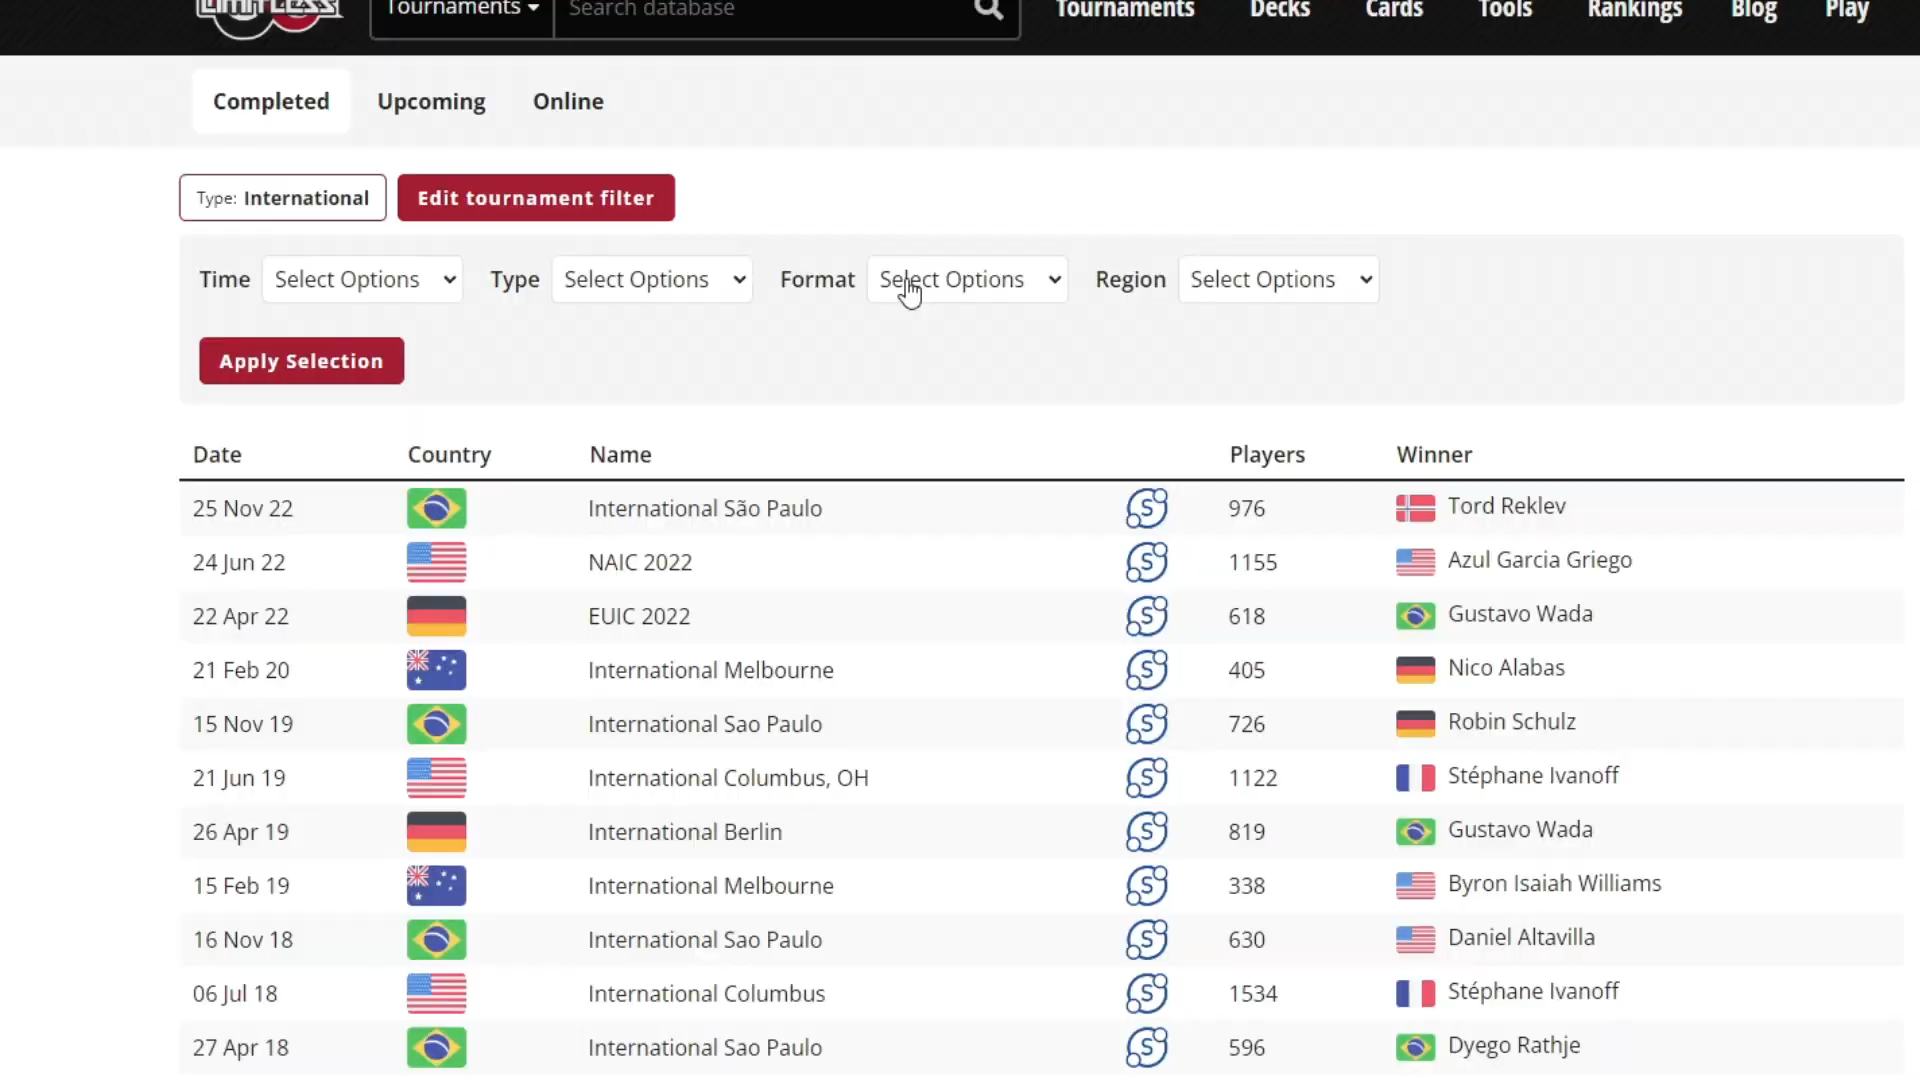 LIMITLESS Tournaments Search database Tournaments Decks Cards Tools Rankings Blog Play
Completed Upcoming Online
Type: International Edit tournament filter
Time Select Options Type Select Options Format Select Options Region Select Options
Apply Selection
Date Country Name Players Winner
25 Nov 22 International São Paulo S 976 Tord Reklev
24 Jun 22 NAIC 2022 S 1155 Azul Garcia Griego
22 Apr 22 EUIC 2022 S 618 Gustavo Wada
21 Feb 20 International Melbourne S 405 Nico Alabas
15 Nov 19 International Sao Paulo S 726 Robin Schulz
21 Jun 19 International Columbus, OH S 1122 Stéphane Ivanoff
26 Apr 19 International Berlin S 819 Gustavo Wada
15 Feb 19 International Melbourne S 338 Byron Isaiah Williams
16 Nov 18 International Sao Paulo S 630 Daniel Altavilla
06 Jul 18 International Columbus S 1534 Stéphane Ivanoff
27 Apr 18 International Sao Paulo S 596 Dyego Rathje